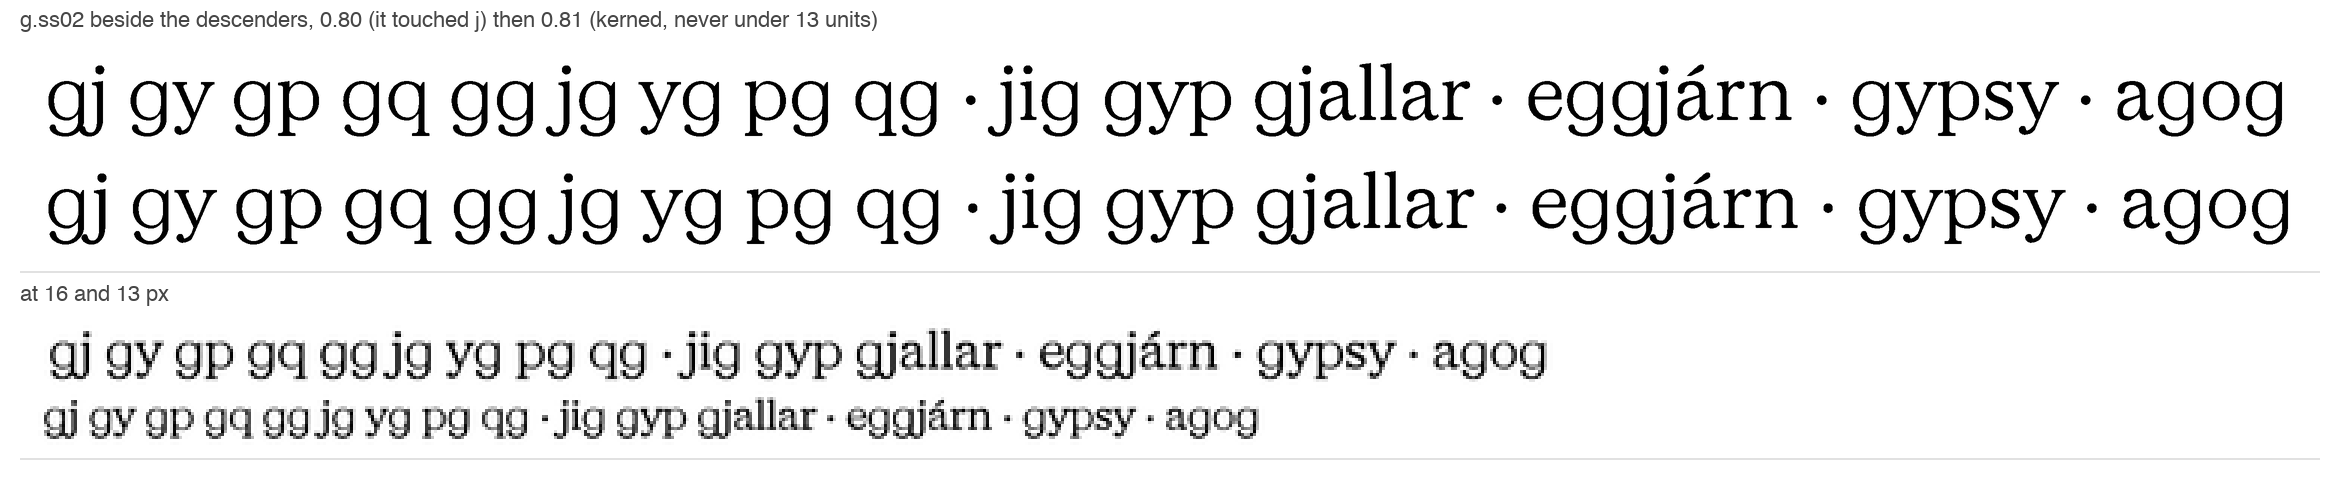 g.ss02 beside the descenders, 0.80 (it touched j) then 0.81 (kerned, never under 13 units)
gj gy gp gq gg jg yg pg qg · jig gyp gjallar · eggjárn · gypsy · agog
gj gy gp gq gg jg yg pg qg · jig gyp gjallar · eggjárn · gypsy · agog
at 16 and 13 px
gj gy gp gq gg jg yg pg qg · jig gyp gjallar · eggjárn · gypsy · agog
gj gy gp gq gg jg yg pg qg · jig gyp gjallar · eggjárn · gypsy · agog